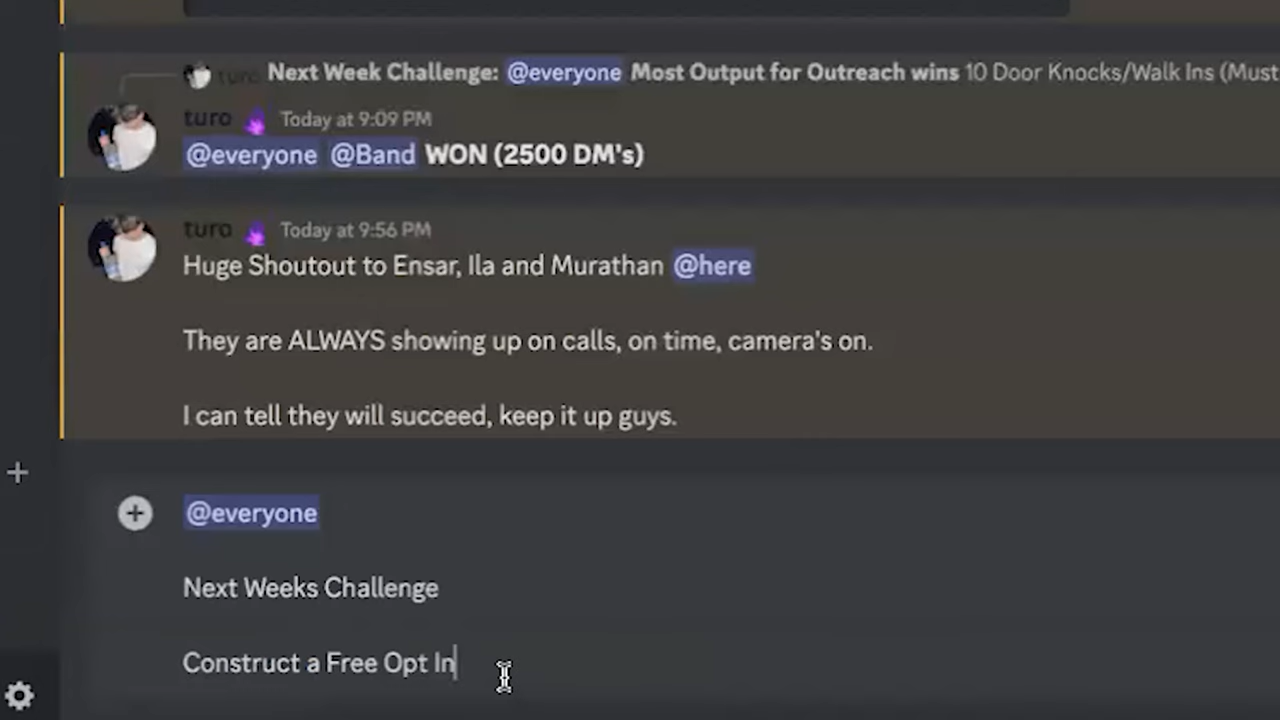 turo Next Week Challenge: @everyone Most Output for Outreach wins 10 Door Knocks/Walk Ins (Must
turo Today at 9:09 PM
@everyone @Band WON (2500 DM's)
turo Today at 9:56 PM
Huge Shoutout to Ensar, Ila and Murathan @here
They are ALWAYS showing up on calls, on time, camera's on.
I can tell they will succeed, keep it up guys.
@everyone
Next Weeks Challenge
Construct a Free Opt In